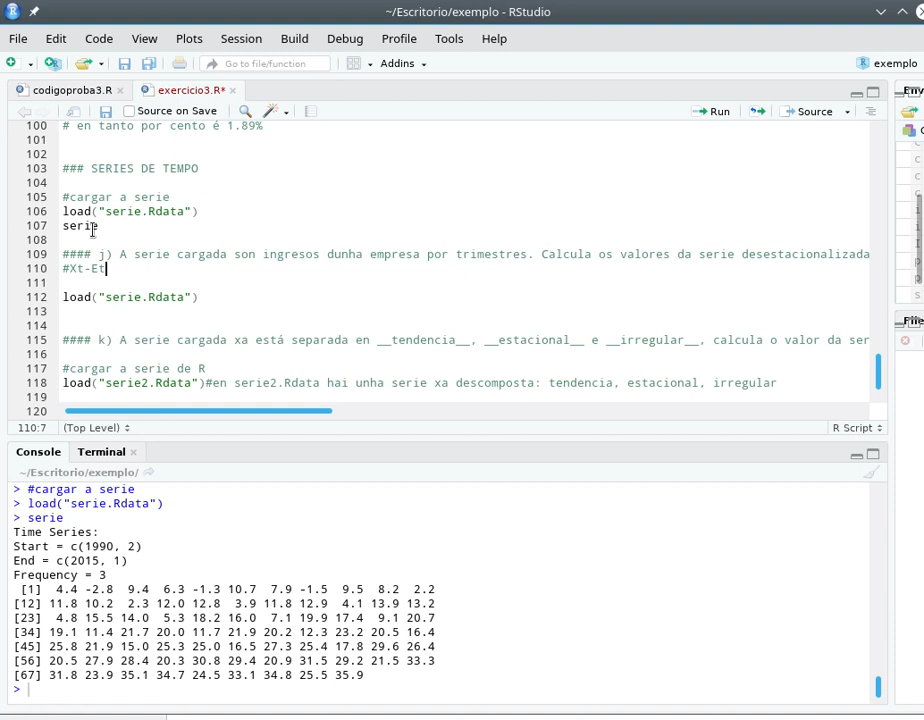 ~/Escritorio/exemplo - RStudio
File Edit Code View Plots Session Build Debug Profile Tools Help
Go to file/function Addins exemplo
codigoproba3.R exercicio3.R*
Source on Save Run Source
100 # en tanto por cento é 1.89%
101
102
103 ### SERIES DE TEMPO
104
105 #cargar a serie
106 load("serie.Rdata")
107 serie
108
109 #### j) A serie cargada son ingresos dunha empresa por trimestres. Calcula os valores da serie desestacionalizada
110 #Xt-Et
111
112 load("serie.Rdata")
113
114
115 #### k) A serie cargada xa está separada en __tendencia__, __estacional__ e __irregular__, calcula o valor da ser
116
117 #cargar a serie de R
118 load("serie2.Rdata")#en serie2.Rdata hai unha serie xa descomposta: tendencia, estacional, irregular
119
120
110:7 (Top Level) R Script
Console Terminal
~/Escritorio/exemplo/
> #cargar a serie
> load("serie.Rdata")
> serie
Time Series:
Start = c(1990, 2)
End = c(2015, 1)
Frequency = 3
[1] 4.4 -2.8 9.4 6.3 -1.3 10.7 7.9 -1.5 9.5 8.2 2.2
[12] 11.8 10.2 2.3 12.0 12.8 3.9 11.8 12.9 4.1 13.9 13.2
[23] 4.8 15.5 14.0 5.3 18.2 16.0 7.1 19.9 17.4 9.1 20.7
[34] 19.1 11.4 21.7 20.0 11.7 21.9 20.2 12.3 23.2 20.5 16.4
[45] 25.8 21.9 15.0 25.3 25.0 16.5 27.3 25.4 17.8 29.6 26.4
[56] 20.5 27.9 28.4 20.3 30.8 29.4 20.9 31.5 29.2 21.5 33.3
[67] 31.8 23.9 35.1 34.7 24.5 33.1 34.8 25.5 35.9
>